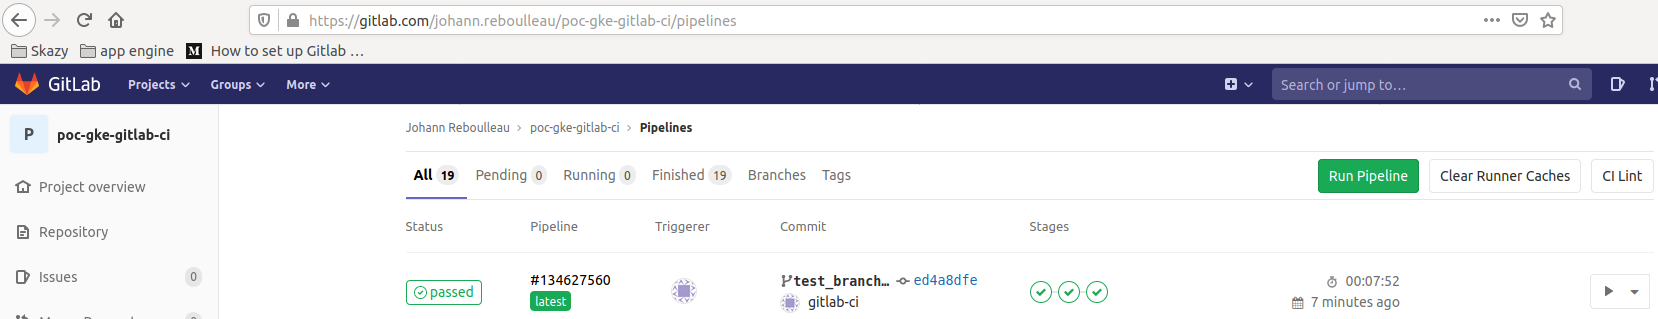 https://gitlab.com/johann.reboulleau/poc-gke-gitlab-ci/pipelines
Skazy app engine M How to set up Gitlab …
GitLab Projects Groups More Search or jump to…
P poc-gke-gitlab-ci
Project overview
Repository
Issues 0
Johann Reboulleau > poc-gke-gitlab-ci > Pipelines
All 19 Pending 0 Running 0 Finished 19 Branches Tags Run Pipeline Clear Runner Caches CI Lint
Status Pipeline Triggerer Commit Stages
passed #134627560 test_branch… ed4a8dfe 00:07:52
latest gitlab-ci 7 minutes ago